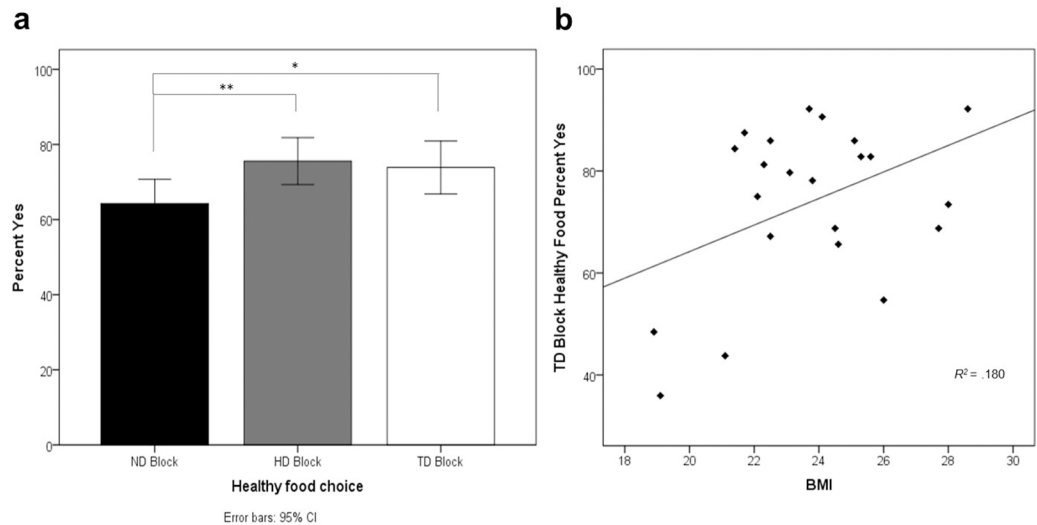 a
Percent Yes
100
80
60
40
20
0
*
**
ND Block
HD Block
TD Block
Healthy food choice
Error bars: 95% CI
b
TD Block Healthy Food Percent Yes
100
80
60
40
R² = .180
18
20
22
24
26
28
30
BMI